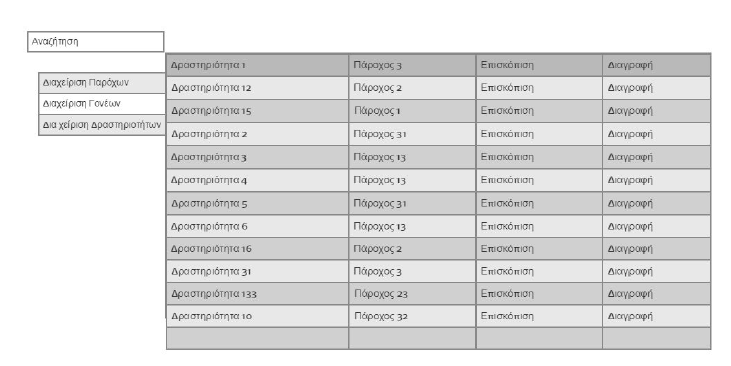 Αναζήτηση
Διαχείριση Παρόχων
Διαχείριση Γονέων
Δια χείριση Δραστηριοτήτων
Δραστηριότητα 1 Πάροχος 3 Επισκόπιση Διαγραφή
Δραστηριότητα 12 Πάροχος 2 Επισκόπιση Διαγραφή
Δραστηριότητα 15 Πάροχος 1 Επισκόπιση Διαγραφή
Δραστηριότητα 2 Πάροχος 31 Επισκόπιση Διαγραφή
Δραστηριότητα 3 Πάροχος 13 Επισκόπιση Διαγραφή
Δραστηριότητα 4 Πάροχος 13 Επισκόπιση Διαγραφή
Δραστηριότητα 5 Πάροχος 31 Επισκόπιση Διαγραφή
Δραστηριότητα 6 Πάροχος 13 Επισκόπιση Διαγραφή
Δραστηριότητα 16 Πάροχος 2 Επισκόπιση Διαγραφή
Δραστηριότητα 31 Πάροχος 3 Επισκόπιση Διαγραφή
Δραστηριότητα 133 Πάροχος 23 Επισκόπιση Διαγραφή
Δραστηριότητα 10 Πάροχος 32 Επισκόπιση Διαγραφή